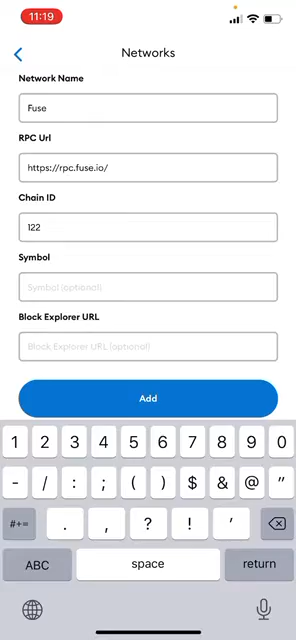 11:19
Networks
Network Name
Fuse
RPC Url
https://rpc.fuse.io/
Chain ID
122
Symbol
Symbol (optional)
Block Explorer URL
Block Explorer URL (optional)
Add
1 2 3 4 5 6 7 8 9 0
- / : ; ( ) $ & @ "
#+= . , ? ! '
ABC space return